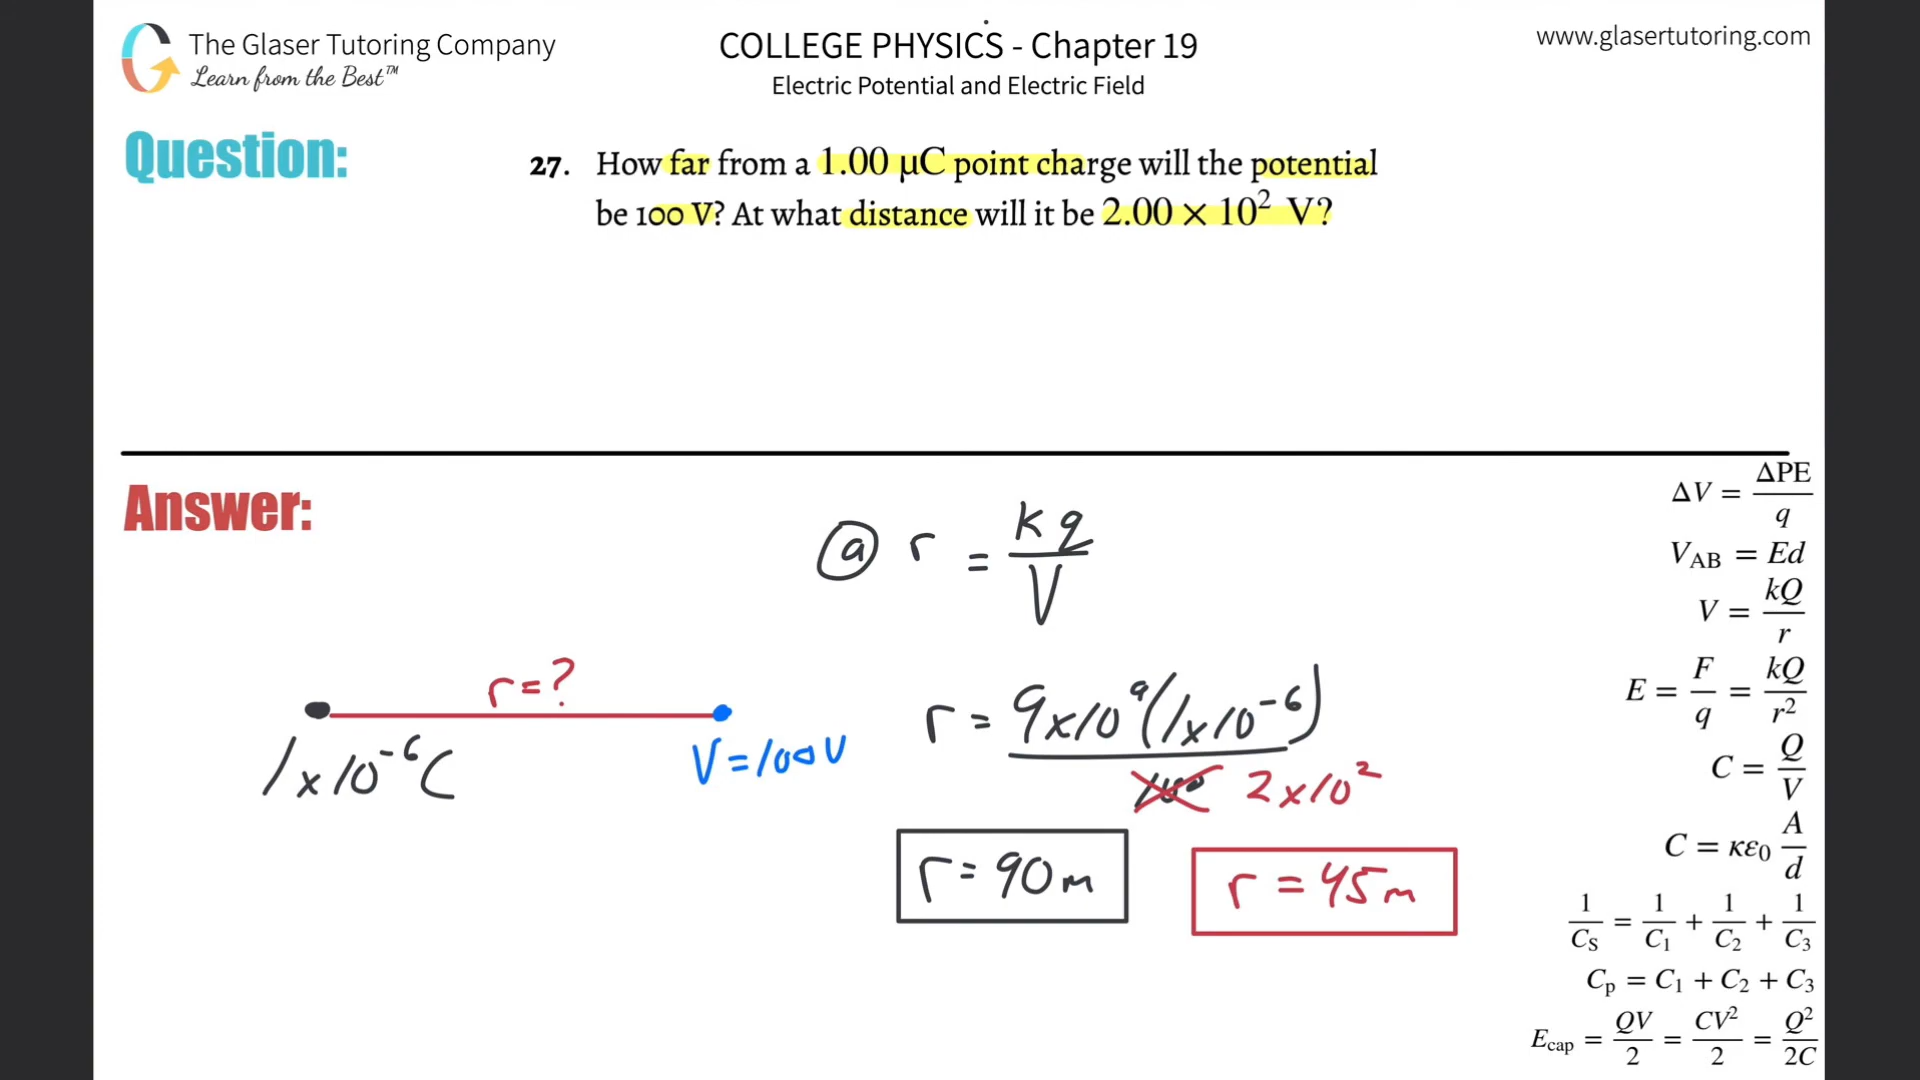 The Glaser Tutoring Company
Learn from the Best™
COLLEGE PHYSICS - Chapter 19
Electric Potential and Electric Field
www.glasertutoring.com
Question:
27. How far from a 1.00 µC point charge will the potential
be 100 V? At what distance will it be 2.00 × 10² V?
Answer:
ⓐ r = kq/V
r = ?
1x10⁻⁶C
V=100V
r = 9x10⁹(1x10⁻⁶)
100 2x10²
r = 90m
r = 45m
ΔV = ΔPE/q
V_AB = Ed
V = kQ/r
E = F/q = kQ/r²
C = Q/V
C = κε₀ A/d
1/C_S = 1/C₁ + 1/C₂ + 1/C₃
C_p = C₁ + C₂ + C₃
E_cap = QV/2 = CV²/2 = Q²/2C